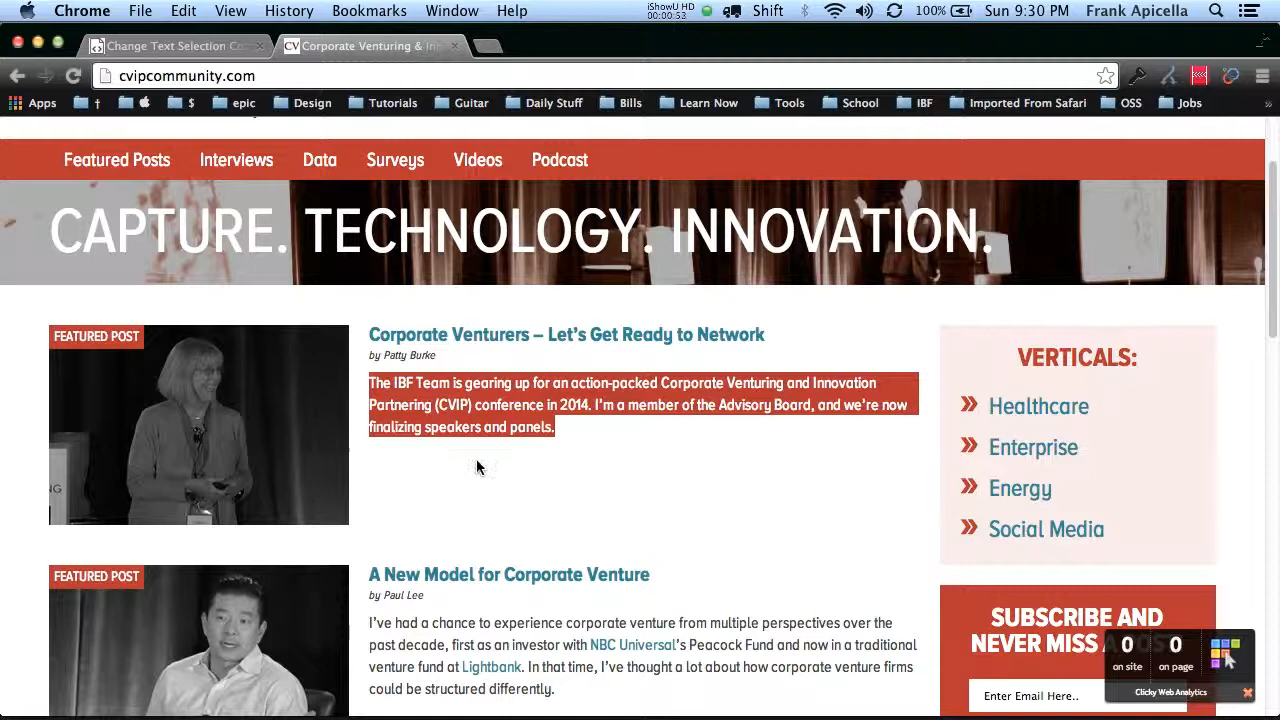 Chrome File Edit View History Bookmarks Window Help iShowU HD 00:00:53 Shift 100% Sun 9:30 PM Frank Apicella
Change Text Selection Co
CV Corporate Venturing & In
cvipcommunity.com
Apps † $ epic Design Tutorials Guitar Daily Stuff Bills Learn Now Tools School IBF Imported From Safari OSS Jobs »
Featured Posts Interviews Data Surveys Videos Podcast
CAPTURE. TECHNOLOGY. INNOVATION.
FEATURED POST
Corporate Venturers – Let's Get Ready to Network
by Patty Burke
The IBF Team is gearing up for an action-packed Corporate Venturing and Innovation
Partnering (CVIP) conference in 2014. I'm a member of the Advisory Board, and we're now
finalizing speakers and panels.
FEATURED POST
A New Model for Corporate Venture
by Paul Lee
I've had a chance to experience corporate venture from multiple perspectives over the
past decade, first as an investor with NBC Universal's Peacock Fund and now in a traditional
venture fund at Lightbank. In that time, I've thought a lot about how corporate venture firms
could be structured differently.
VERTICALS:
» Healthcare
» Enterprise
» Energy
» Social Media
SUBSCRIBE AND
NEVER MISS A
Enter Email Here..
0 0
on site on page
Clicky Web Analytics